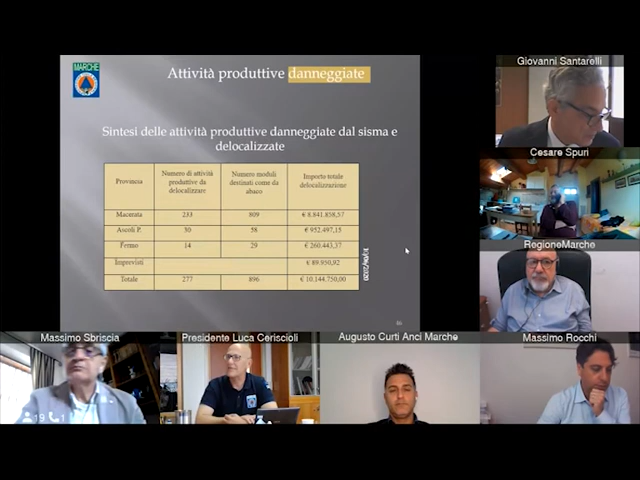 MARCHE
Attività produttive danneggiate
Sintesi delle attività produttive danneggiate dal sisma e
delocalizzate
Provincia
Numero di attività
produttive da
delocalizzare
Numero moduli
destinati come da
abaco
Importo totale
delocalizzazione
Macerata 233 809 € 8.841.858,57
Ascoli P. 30 58 € 952.497,15
Fermo 14 29 € 260.443,37
Imprevisti € 89.950,92
Totale 277 896 € 10.144.750,00
Giovanni Santarelli
Cesare Spuri
RegioneMarche
Massimo Sbriscia
Presidente Luca Ceriscioli
Augusto Curti Anci Marche
Massimo Rocchi
19 1